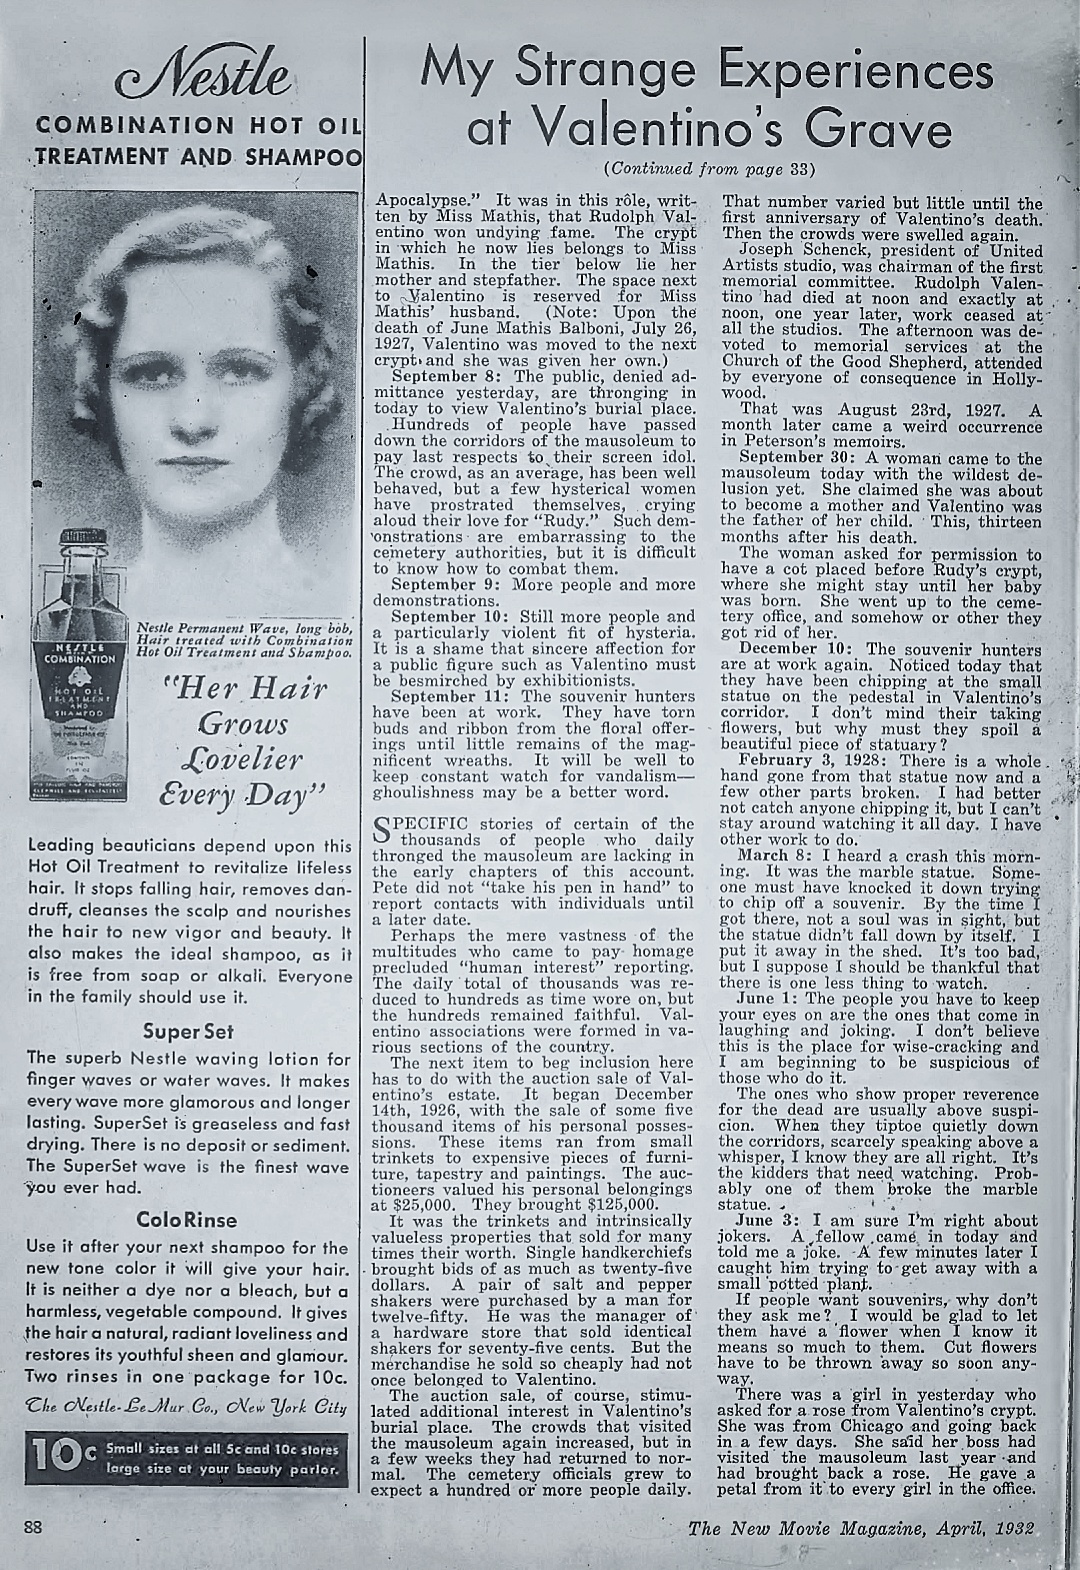 Nestle
COMBINATION HOT OIL
TREATMENT AND SHAMPOO
Nestle Permanent Wave, long bob,
Hair treated with Combination
Hot Oil Treatment and Shampoo.
NESTLE
COMBINATION
HOT OIL
TREATMENT
AND
SHAMPOO
"Her Hair
Grows
Lovelier
Every Day"
Leading beauticians depend upon this
Hot Oil Treatment to revitalize lifeless
hair. It stops falling hair, removes dan-
druff, cleanses the scalp and nourishes
the hair to new vigor and beauty. It
also makes the ideal shampoo, as it
is free from soap or alkali. Everyone
in the family should use it.
Super Set
The superb Nestle waving lotion for
finger waves or water waves. It makes
every wave more glamorous and longer
lasting. SuperSet is greaseless and fast
drying. There is no deposit or sediment.
The SuperSet wave is the finest wave
you ever had.
ColoRinse
Use it after your next shampoo for the
new tone color it will give your hair.
It is neither a dye nor a bleach, but a
harmless, vegetable compound. It gives
the hair a natural, radiant loveliness and
restores its youthful sheen and glamour.
Two rinses in one package for 10c.
The Nestle-LeMur Co., New York City
10c Small sizes at all 5c and 10c stores
large size at your beauty parlor.
My Strange Experiences
at Valentino's Grave
(Continued from page 33)
Apocalypse." It was in this rôle, writ-
ten by Miss Mathis, that Rudolph Val-
entino won undying fame. The crypt
in which he now lies belongs to Miss
Mathis. In the tier below lie her
mother and stepfather. The space next
to Valentino is reserved for Miss
Mathis' husband. (Note: Upon the
death of June Mathis Balboni, July 26,
1927, Valentino was moved to the next
crypt and she was given her own.)
September 8: The public, denied ad-
mittance yesterday, are thronging in
today to view Valentino's burial place.
Hundreds of people have passed
down the corridors of the mausoleum to
pay last respects to their screen idol.
The crowd, as an average, has been well
behaved, but a few hysterical women
have prostrated themselves, crying
aloud their love for "Rudy." Such dem-
onstrations are embarrassing to the
cemetery authorities, but it is difficult
to know how to combat them.
September 9: More people and more
demonstrations.
September 10: Still more people and
a particularly violent fit of hysteria.
It is a shame that sincere affection for
a public figure such as Valentino must
be besmirched by exhibitionists.
September 11: The souvenir hunters
have been at work. They have torn
buds and ribbon from the floral offer-
ings until little remains of the mag-
nificent wreaths. It will be well to
keep constant watch for vandalism—
ghoulishness may be a better word.
SPECIFIC stories of certain of the
thousands of people who daily
thronged the mausoleum are lacking in
the early chapters of this account.
Pete did not "take his pen in hand" to
report contacts with individuals until
a later date.
Perhaps the mere vastness of the
multitudes who came to pay homage
precluded "human interest" reporting.
The daily total of thousands was re-
duced to hundreds as time wore on, but
the hundreds remained faithful. Val-
entino associations were formed in va-
rious sections of the country.
The next item to beg inclusion here
has to do with the auction sale of Val-
entino's estate. It began December
14th, 1926, with the sale of some five
thousand items of his personal posses-
sions. These items ran from small
trinkets to expensive pieces of furni-
ture, tapestry and paintings. The auc-
tioneers valued his personal belongings
at $25,000. They brought $125,000.
It was the trinkets and intrinsically
valueless properties that sold for many
times their worth. Single handkerchiefs
brought bids of as much as twenty-five
dollars. A pair of salt and pepper
shakers were purchased by a man for
twelve-fifty. He was the manager of
a hardware store that sold identical
shakers for seventy-five cents. But the
merchandise he sold so cheaply had not
once belonged to Valentino.
The auction sale, of course, stimu-
lated additional interest in Valentino's
burial place. The crowds that visited
the mausoleum again increased, but in
a few weeks they had returned to nor-
mal. The cemetery officials grew to
expect a hundred or more people daily.
That number varied but little until the
first anniversary of Valentino's death.
Then the crowds were swelled again.
Joseph Schenck, president of United
Artists studio, was chairman of the first
memorial committee. Rudolph Valen-
tino had died at noon and exactly at
noon, one year later, work ceased at
all the studios. The afternoon was de-
voted to memorial services at the
Church of the Good Shepherd, attended
by everyone of consequence in Holly-
wood.
That was August 23rd, 1927. A
month later came a weird occurrence
in Peterson's memoirs.
September 30: A woman came to the
mausoleum today with the wildest de-
lusion yet. She claimed she was about
to become a mother and Valentino was
the father of her child. This, thirteen
months after his death.
The woman asked for permission to
have a cot placed before Rudy's crypt,
where she might stay until her baby
was born. She went up to the ceme-
tery office, and somehow or other they
got rid of her.
December 10: The souvenir hunters
are at work again. Noticed today that
they have been chipping at the small
statue on the pedestal in Valentino's
corridor. I don't mind their taking
flowers, but why must they spoil a
beautiful piece of statuary?
February 3, 1928: There is a whole
hand gone from that statue now and a
few other parts broken. I had better
not catch anyone chipping it, but I can't
stay around watching it all day. I have
other work to do.
March 8: I heard a crash this morn-
ing. It was the marble statue. Some-
one must have knocked it down trying
to chip off a souvenir. By the time I
got there, not a soul was in sight, but
the statue didn't fall down by itself. I
put it away in the shed. It's too bad,
but I suppose I should be thankful that
there is one less thing to watch.
June 1: The people you have to keep
your eyes on are the ones that come in
laughing and joking. I don't believe
this is the place for wise-cracking and
I am beginning to be suspicious of
those who do it.
The ones who show proper reverence
for the dead are usually above suspi-
cion. When they tiptoe quietly down
the corridors, scarcely speaking above a
whisper, I know they are all right. It's
the kidders that need watching. Prob-
ably one of them broke the marble
statue.
June 3: I am sure I'm right about
jokers. A fellow came in today and
told me a joke. A few minutes later I
caught him trying to get away with a
small potted plant.
If people want souvenirs, why don't
they ask me? I would be glad to let
them have a flower when I know it
means so much to them. Cut flowers
have to be thrown away so soon any-
way.
There was a girl in yesterday who
asked for a rose from Valentino's crypt.
She was from Chicago and going back
in a few days. She said her boss had
visited the mausoleum last year and
had brought back a rose. He gave a
petal from it to every girl in the office.
88
The New Movie Magazine, April, 1932